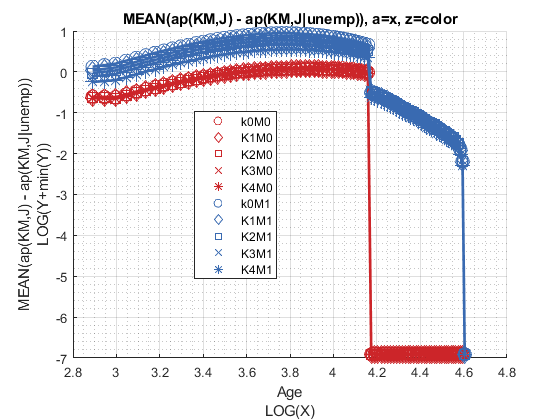 MEAN(ap(KM,J) - ap(KM,J|unemp)), a=x, z=color
MEAN(ap(KM,J) - ap(KM,J|unemp))
LOG(Y+min(Y))
1
0
-1
-2
-3
-4
-5
-6
-7
k0M0
K1M0
K2M0
K3M0
K4M0
k0M1
K1M1
K2M1
K3M1
K4M1
2.8 3 3.2 3.4 3.6 3.8 4 4.2 4.4 4.6 4.8
Age
LOG(X)